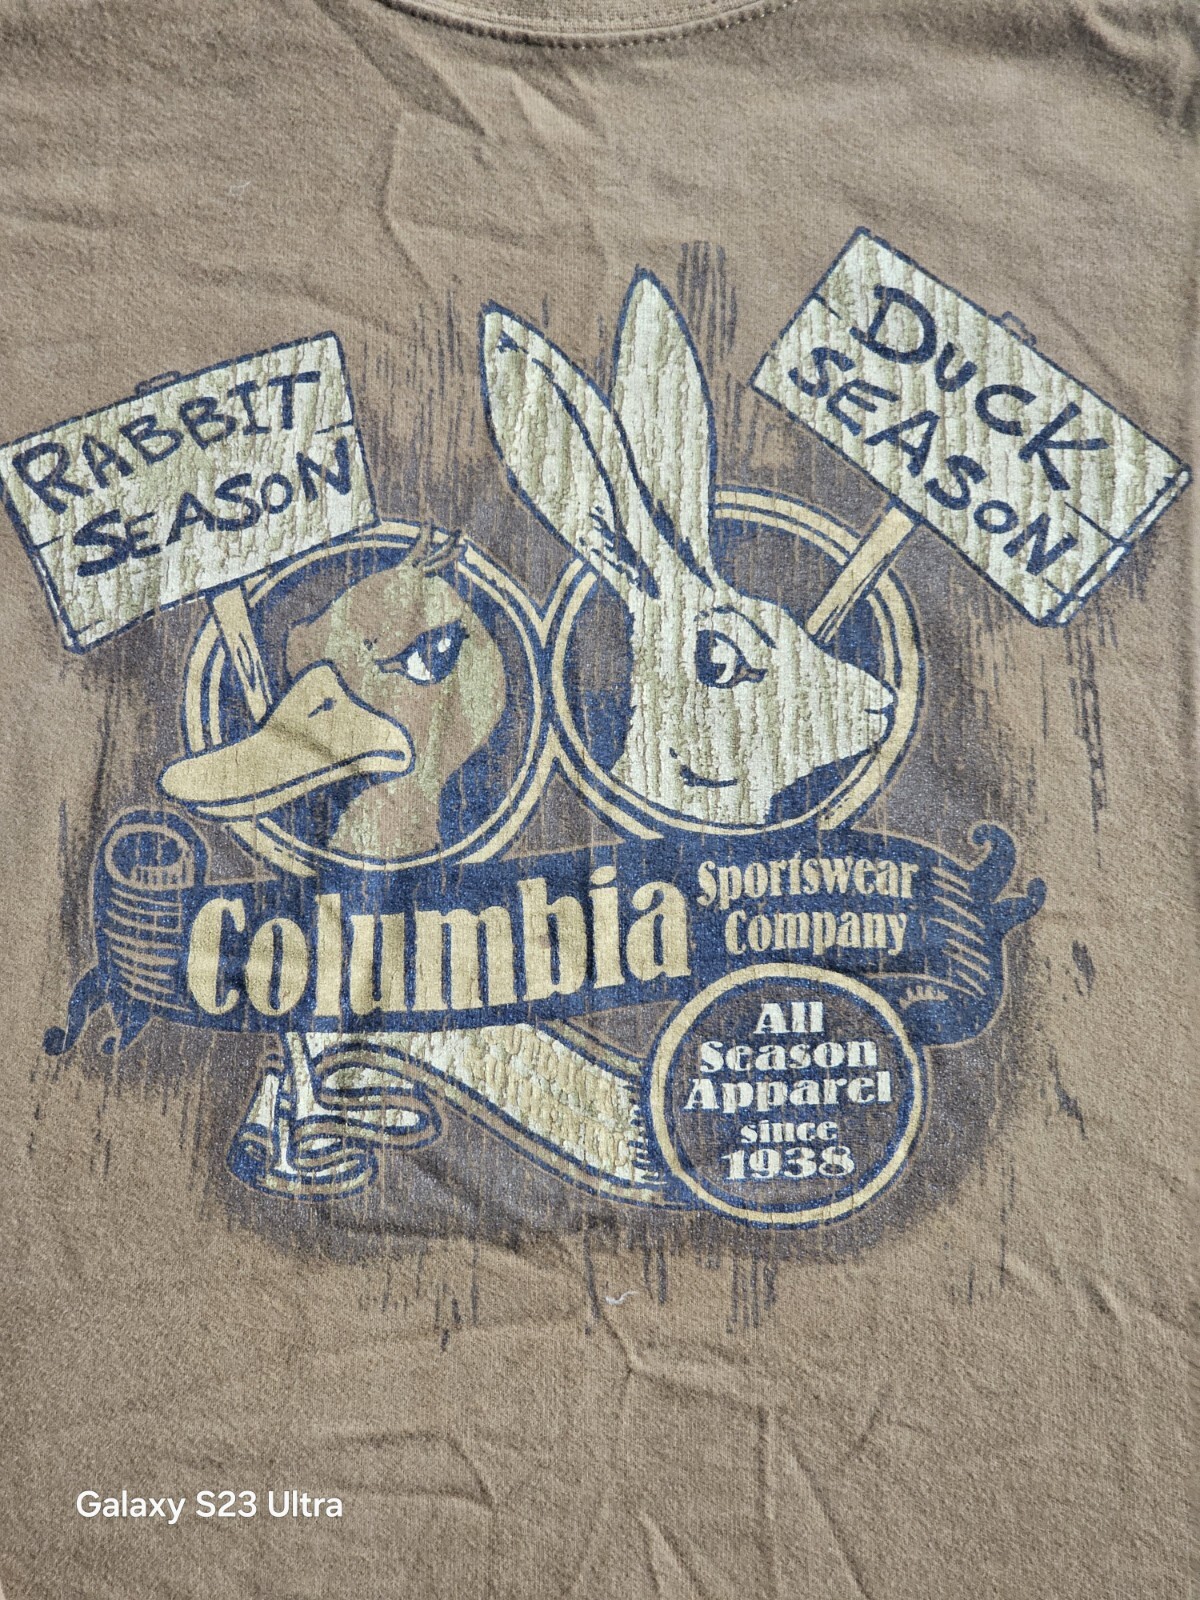 RABBIT
SEASON
DUCK
SEASON
Columbia
Sportswear
Company
All
Season
Apparel
since
1938
Galaxy S23 Ultra